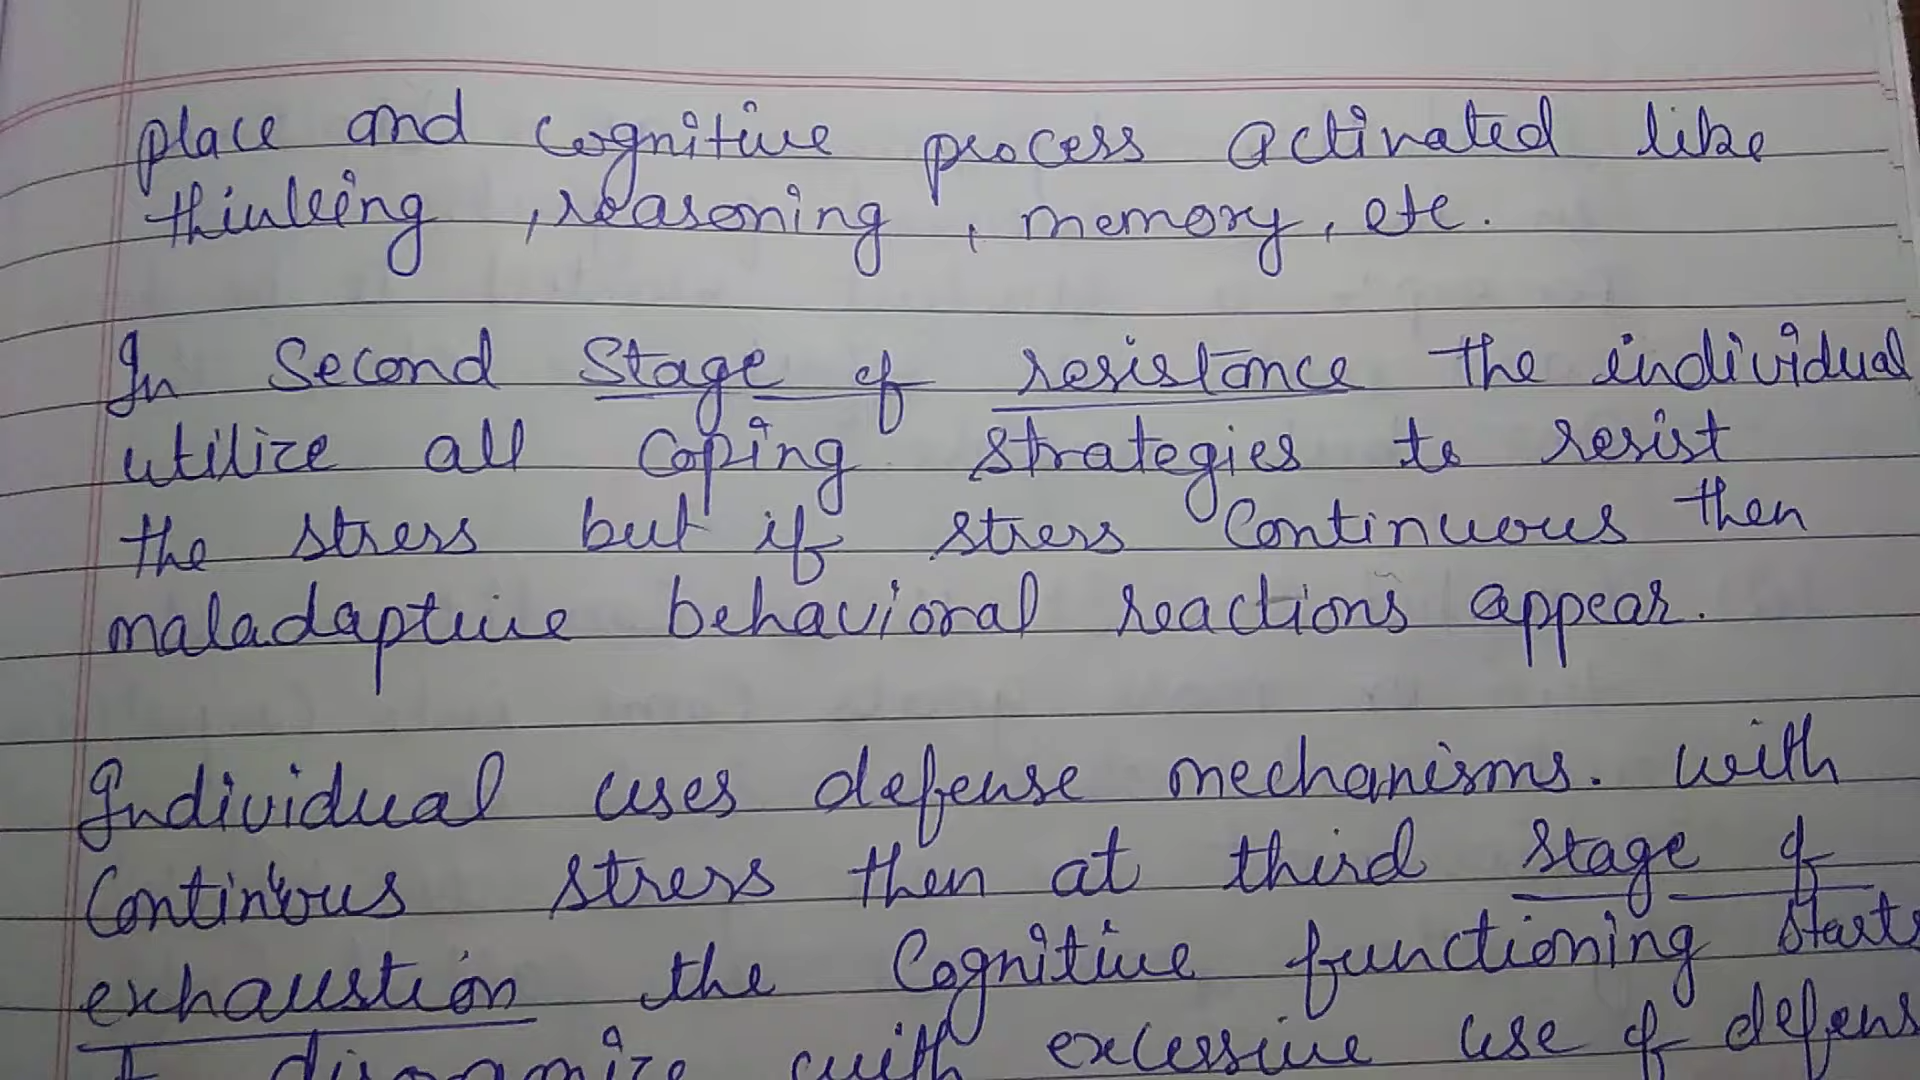 place and cognitive process activated like
thinking, reasoning, memory, etc.
In Second Stage of resistance the individual
utilize all coping strategies to resist
the stress but if stress Continuous then
maladaptive behavioral reactions appear.
Individual uses defense mechanisms. with
Continous stress then at third stage of
exhaustion the Cognitive functioning starts
with excessive use of defens